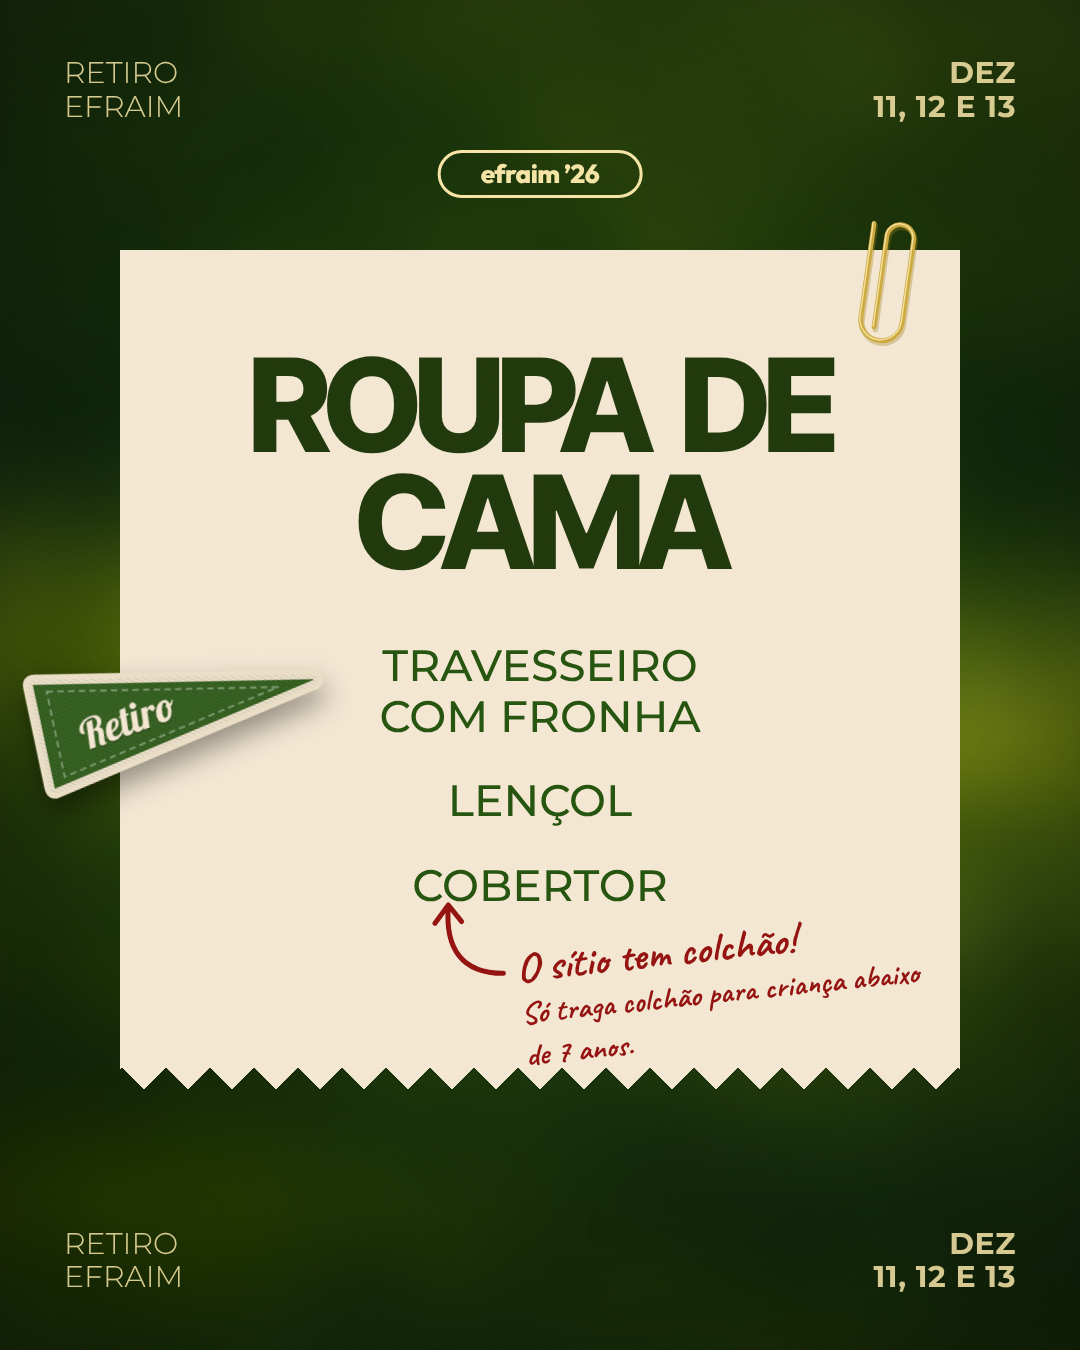 RETIRO
EFRAIM
DEZ
11, 12 E 13
efraim ’26
ROUPA DE
CAMA
Retiro
TRAVESSEIRO
COM FRONHA
LENÇOL
COBERTOR
O sítio tem colchão!
Só traga colchão para criança abaixo
de 7 anos.
RETIRO
EFRAIM
DEZ
11, 12 E 13